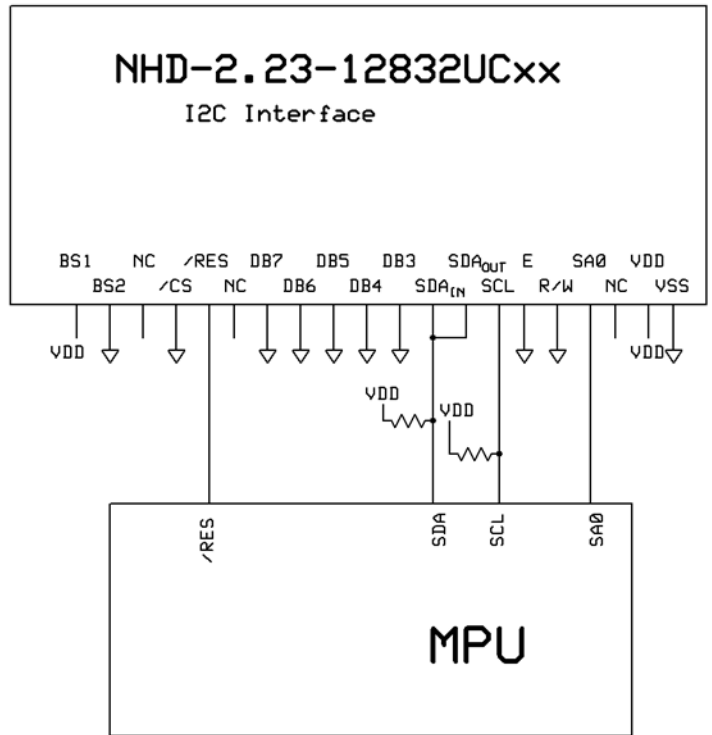 NHD-2.23-12832UCxx
I2C Interface
BS1 NC /RES DB7 DB5 DB3 SDAOUT E SA0 VDD
BS2 /CS NC DB6 DB4 SDAIN SCL R/W NC VSS
VDD VDD
VDD VDD
/RES SDA SCL SA0
MPU